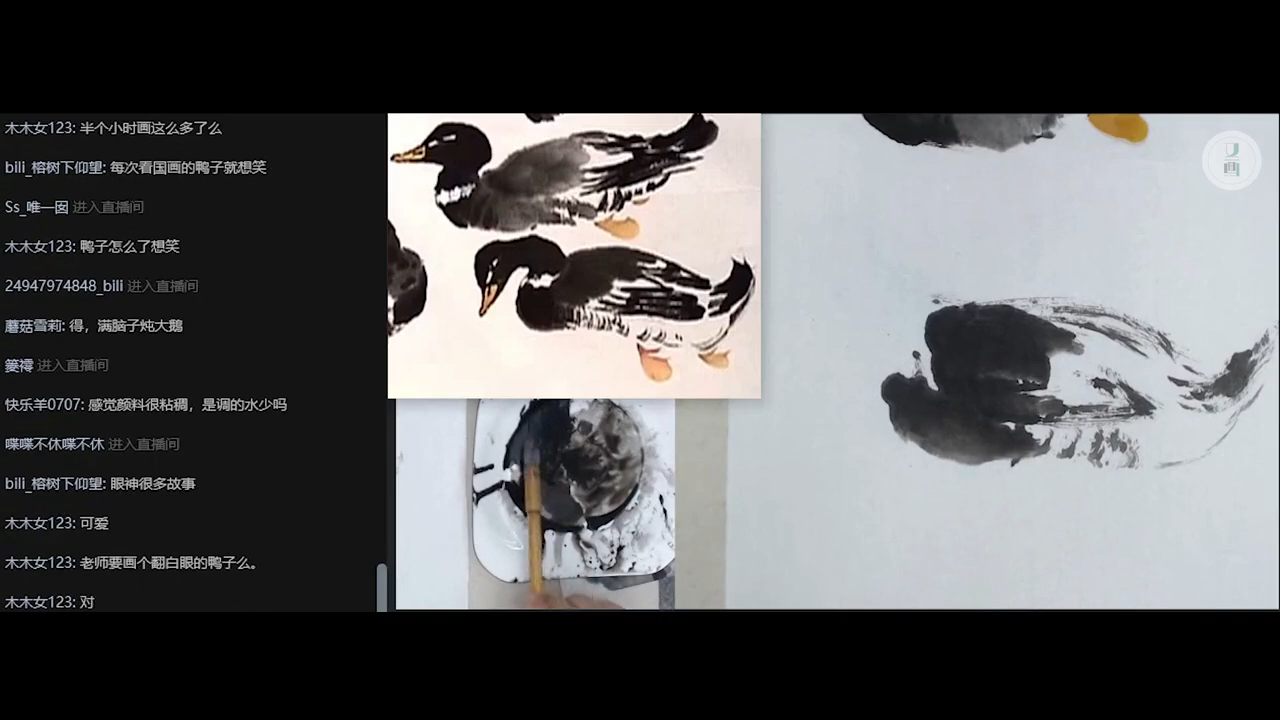 木木女123: 半个小时画这么多了么
bili_榕树下仰望: 每次看国画的鸭子就想笑
Ss_唯一囡 进入直播间
木木女123: 鸭子怎么了想笑
24947974848_bili 进入直播间
蘑菇雪莉: 得，满脑子炖大鹅
篓禫 进入直播间
快乐羊0707: 感觉颜料很粘稠，是调的水少吗
喋喋不休喋不休 进入直播间
bili_榕树下仰望: 眼神很多故事
木木女123: 可爱
木木女123: 老师要画个翻白眼的鸭子么。
木木女123: 对